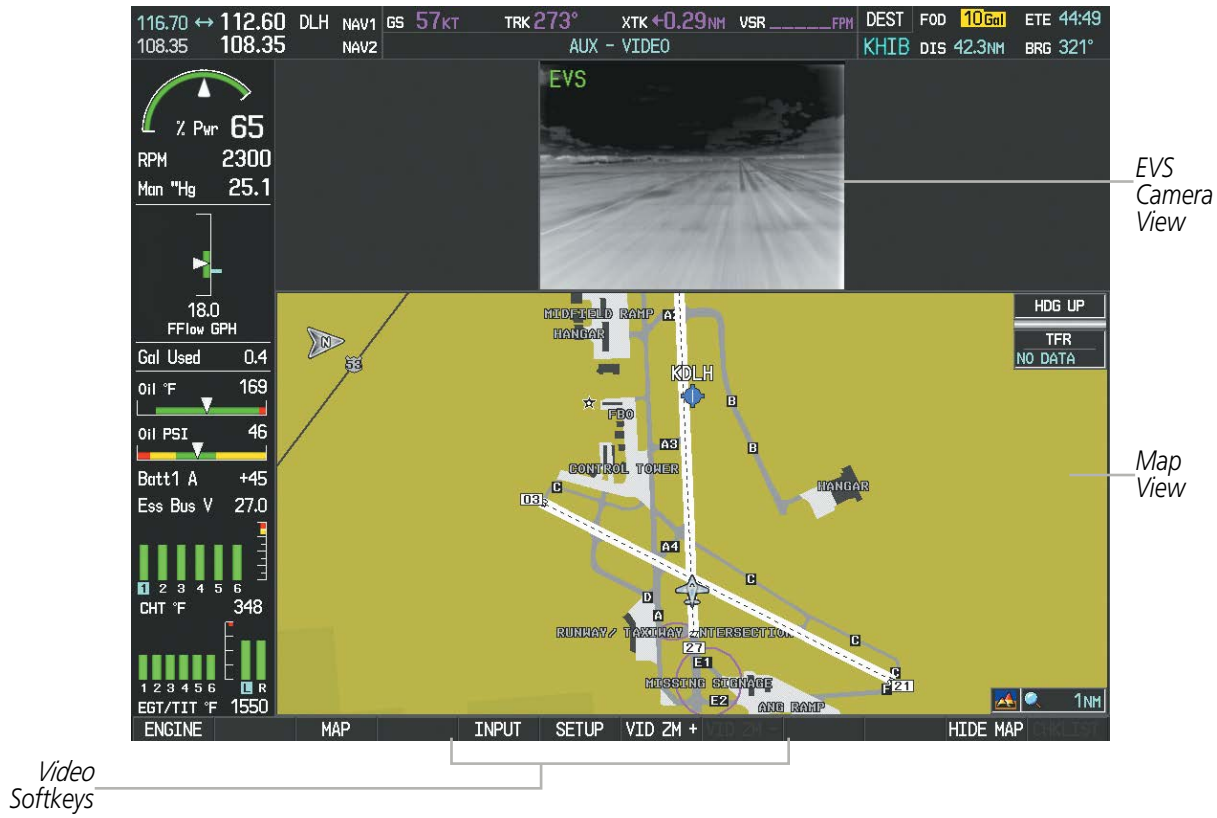 116.70 ↔ 112.60 DLH NAV1 GS 57KT TRK 273° XTK ←0.29NM VSR _____FPM DEST FOD 10Gal ETE 44:49
108.35 108.35 NAV2 AUX - VIDEO KHIB DIS 42.3NM BRG 321°
EVS
% Pwr 65
RPM 2300
Man "Hg 25.1
EVS
Camera
View
18.0
FFlow GPH
Gal Used 0.4
Oil °F 169
Oil PSI 46
Batt1 A +45
Ess Bus V 27.0
1 2 3 4 5 6
CHT °F 348
1 2 3 4 5 6 L R
EGT/TIT °F 1550
HDG UP
TFR
NO DATA
N
53
MIDFIELD RAMP A2
HANGAR
KDLH
FBO
B
A3
B
CONTROL TOWER
HANGAR
C
03
A4
C
D
A
C
RUNWAY/ TAXIWAY INTERSECTION
27
E1
C
MISSING SIGNAGE
F 21
E2
ANG RAMP
1NM
Map
View
ENGINE MAP INPUT SETUP VID ZM + VID ZM - HIDE MAP CHKLIST
Video
Softkeys